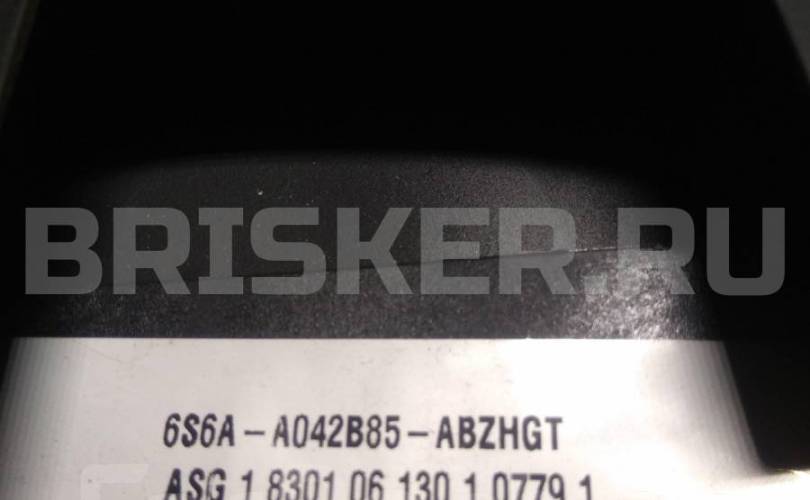 BRISKER.RU
6S6A-A042B85-ABZHGT
ASG 1 8301 06 130 1 0779 1